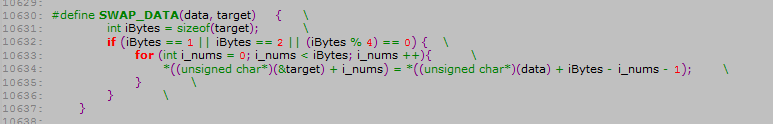 10629:
10630: #define SWAP_DATA(data, target) { \
10631: int iBytes = sizeof(target); \
10632: if (iBytes == 1 || iBytes == 2 || (iBytes % 4) == 0) { \
10633: for (int i_nums = 0; i_nums < iBytes; i_nums ++){ \
10634: *((unsigned char*)(&target) + i_nums) = *((unsigned char*)(data) + iBytes - i_nums - 1); \
10635: } \
10636: } \
10637: }